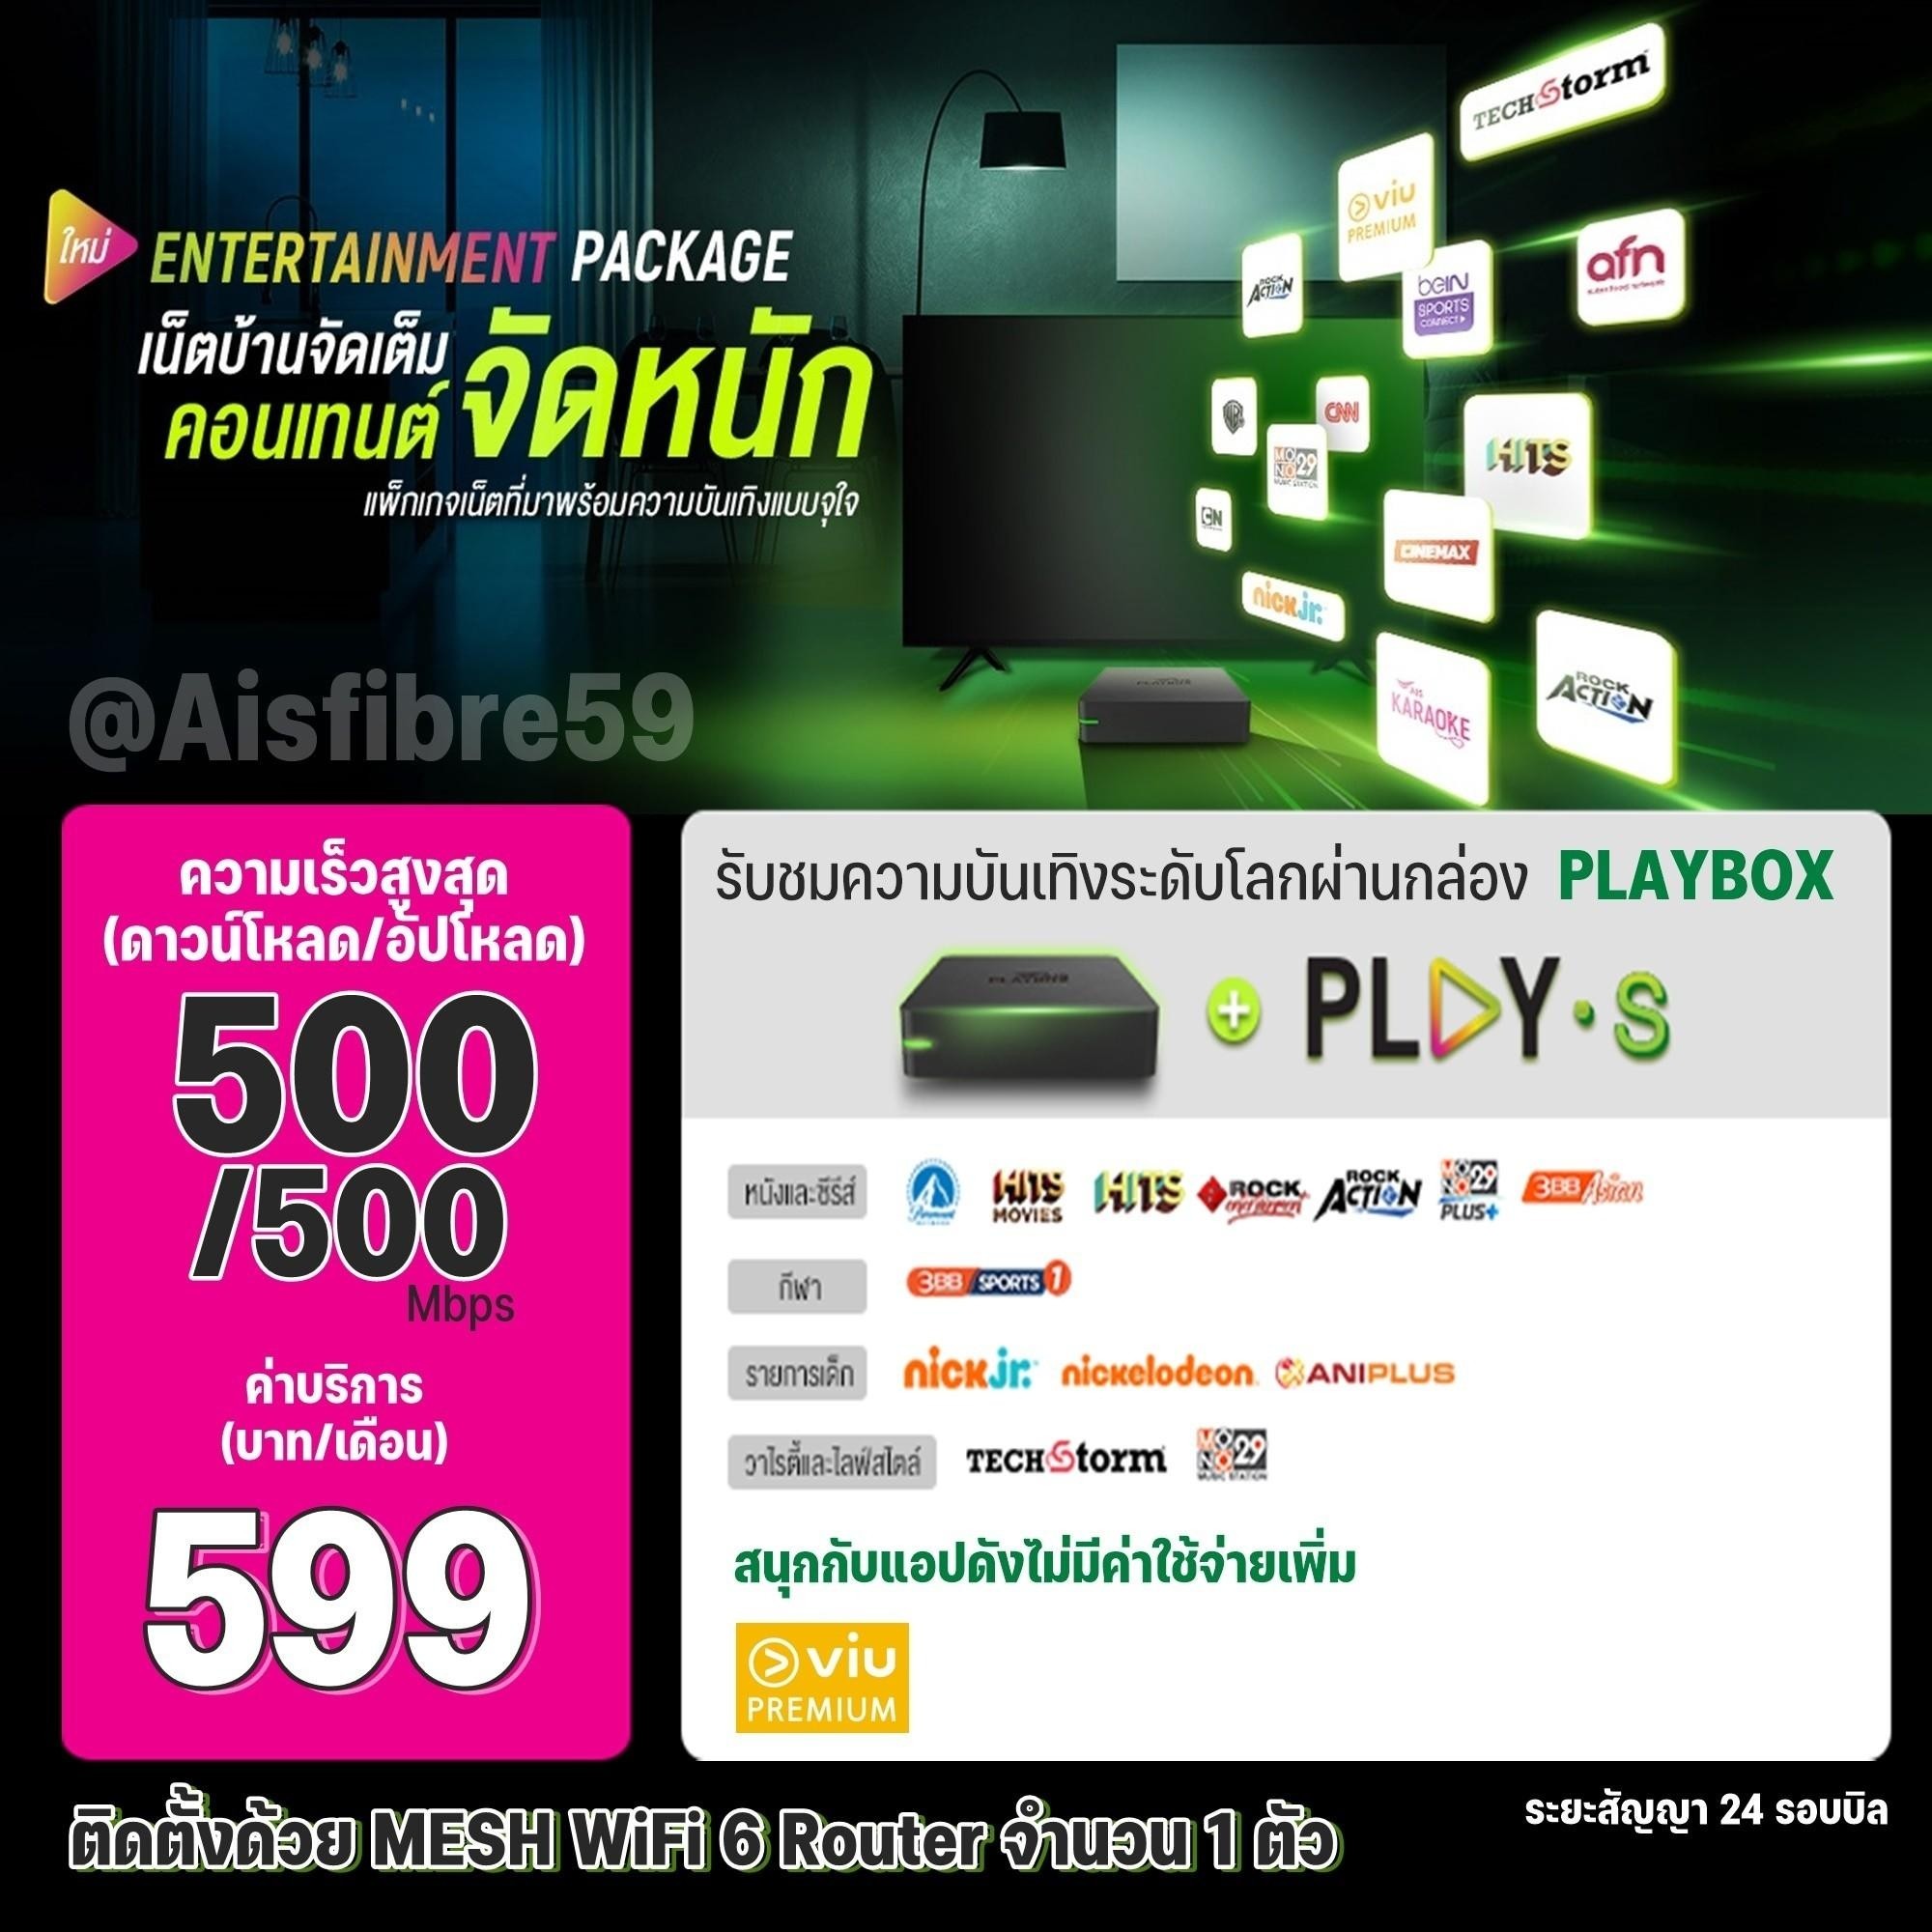 ใหม่ ENTERTAINMENT PACKAGE
เน็ตบ้านจัดเต็ม
คอนเทนต์ จัดหนัก
แพ็กเกจเน็ตที่มาพร้อมความบันเทิงแบบจุใจ
TECHStorm
viu
PREMIUM
ROCK
ACTION
beIN
SPORTS
CONNECT
afn
CNN
MONO29
MUSIC STATION
HITS
CN
CINEMAX
nick jr.
AIS
KARAOKE
ROCK
ACTION
@Aisfibre59
ความเร็วสูงสุด
(ดาวน์โหลด/อัปโหลด)
500
/500
Mbps
ค่าบริการ
(บาท/เดือน)
599
รับชมความบันเทิงระดับโลกผ่านกล่อง PLAYBOX
+ PLAY · S
หนังและซีรีส์
Paramount
NETWORK
HITS
MOVIES
HITS
ROCK
entertainment
ROCK
ACTION
MONO29
PLUS+
3BB Asian
กีฬา
3BB SPORTS 1
รายการเด็ก
nick jr. nickelodeon ANIPLUS
วาไรตี้และไลฟ์สไตล์
TECHStorm
MONO29
MUSIC STATION
สนุกกับแอปดังไม่มีค่าใช้จ่ายเพิ่ม
viu
PREMIUM
ติดตั้งด้วย MESH WiFi 6 Router จำนวน 1 ตัว
ระยะสัญญา 24 รอบบิล